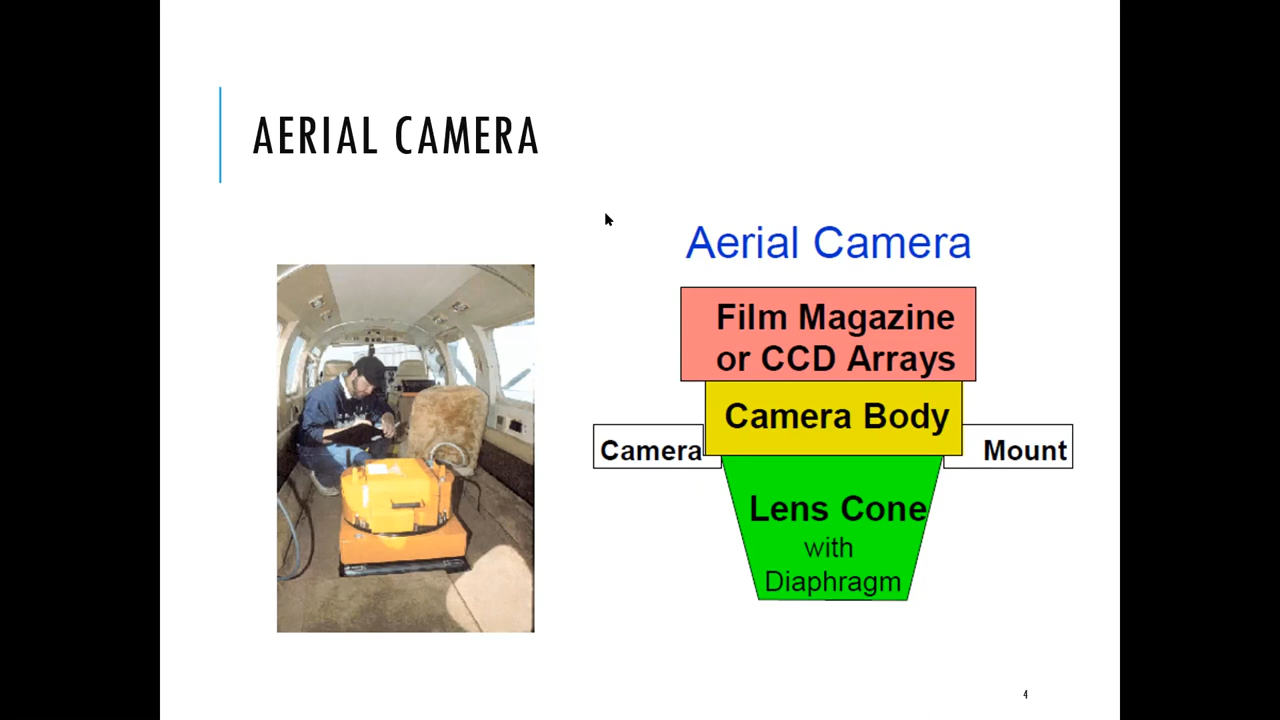 AERIAL CAMERA
Aerial Camera
Film Magazine
or CCD Arrays
Camera Body
Camera
Mount
Lens Cone
with
Diaphragm
4